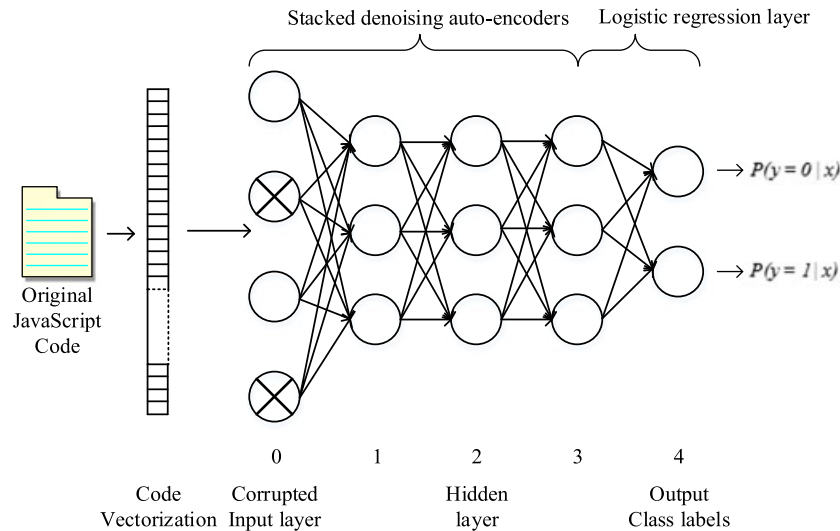 Stacked denoising auto-encoders
Logistic regression layer
P(y = 0 | x)
P(y = 1 | x)
Original
JavaScript
Code
0
1
2
3
4
Code
Vectorization
Corrupted
Input layer
Hidden
layer
Output
Class labels